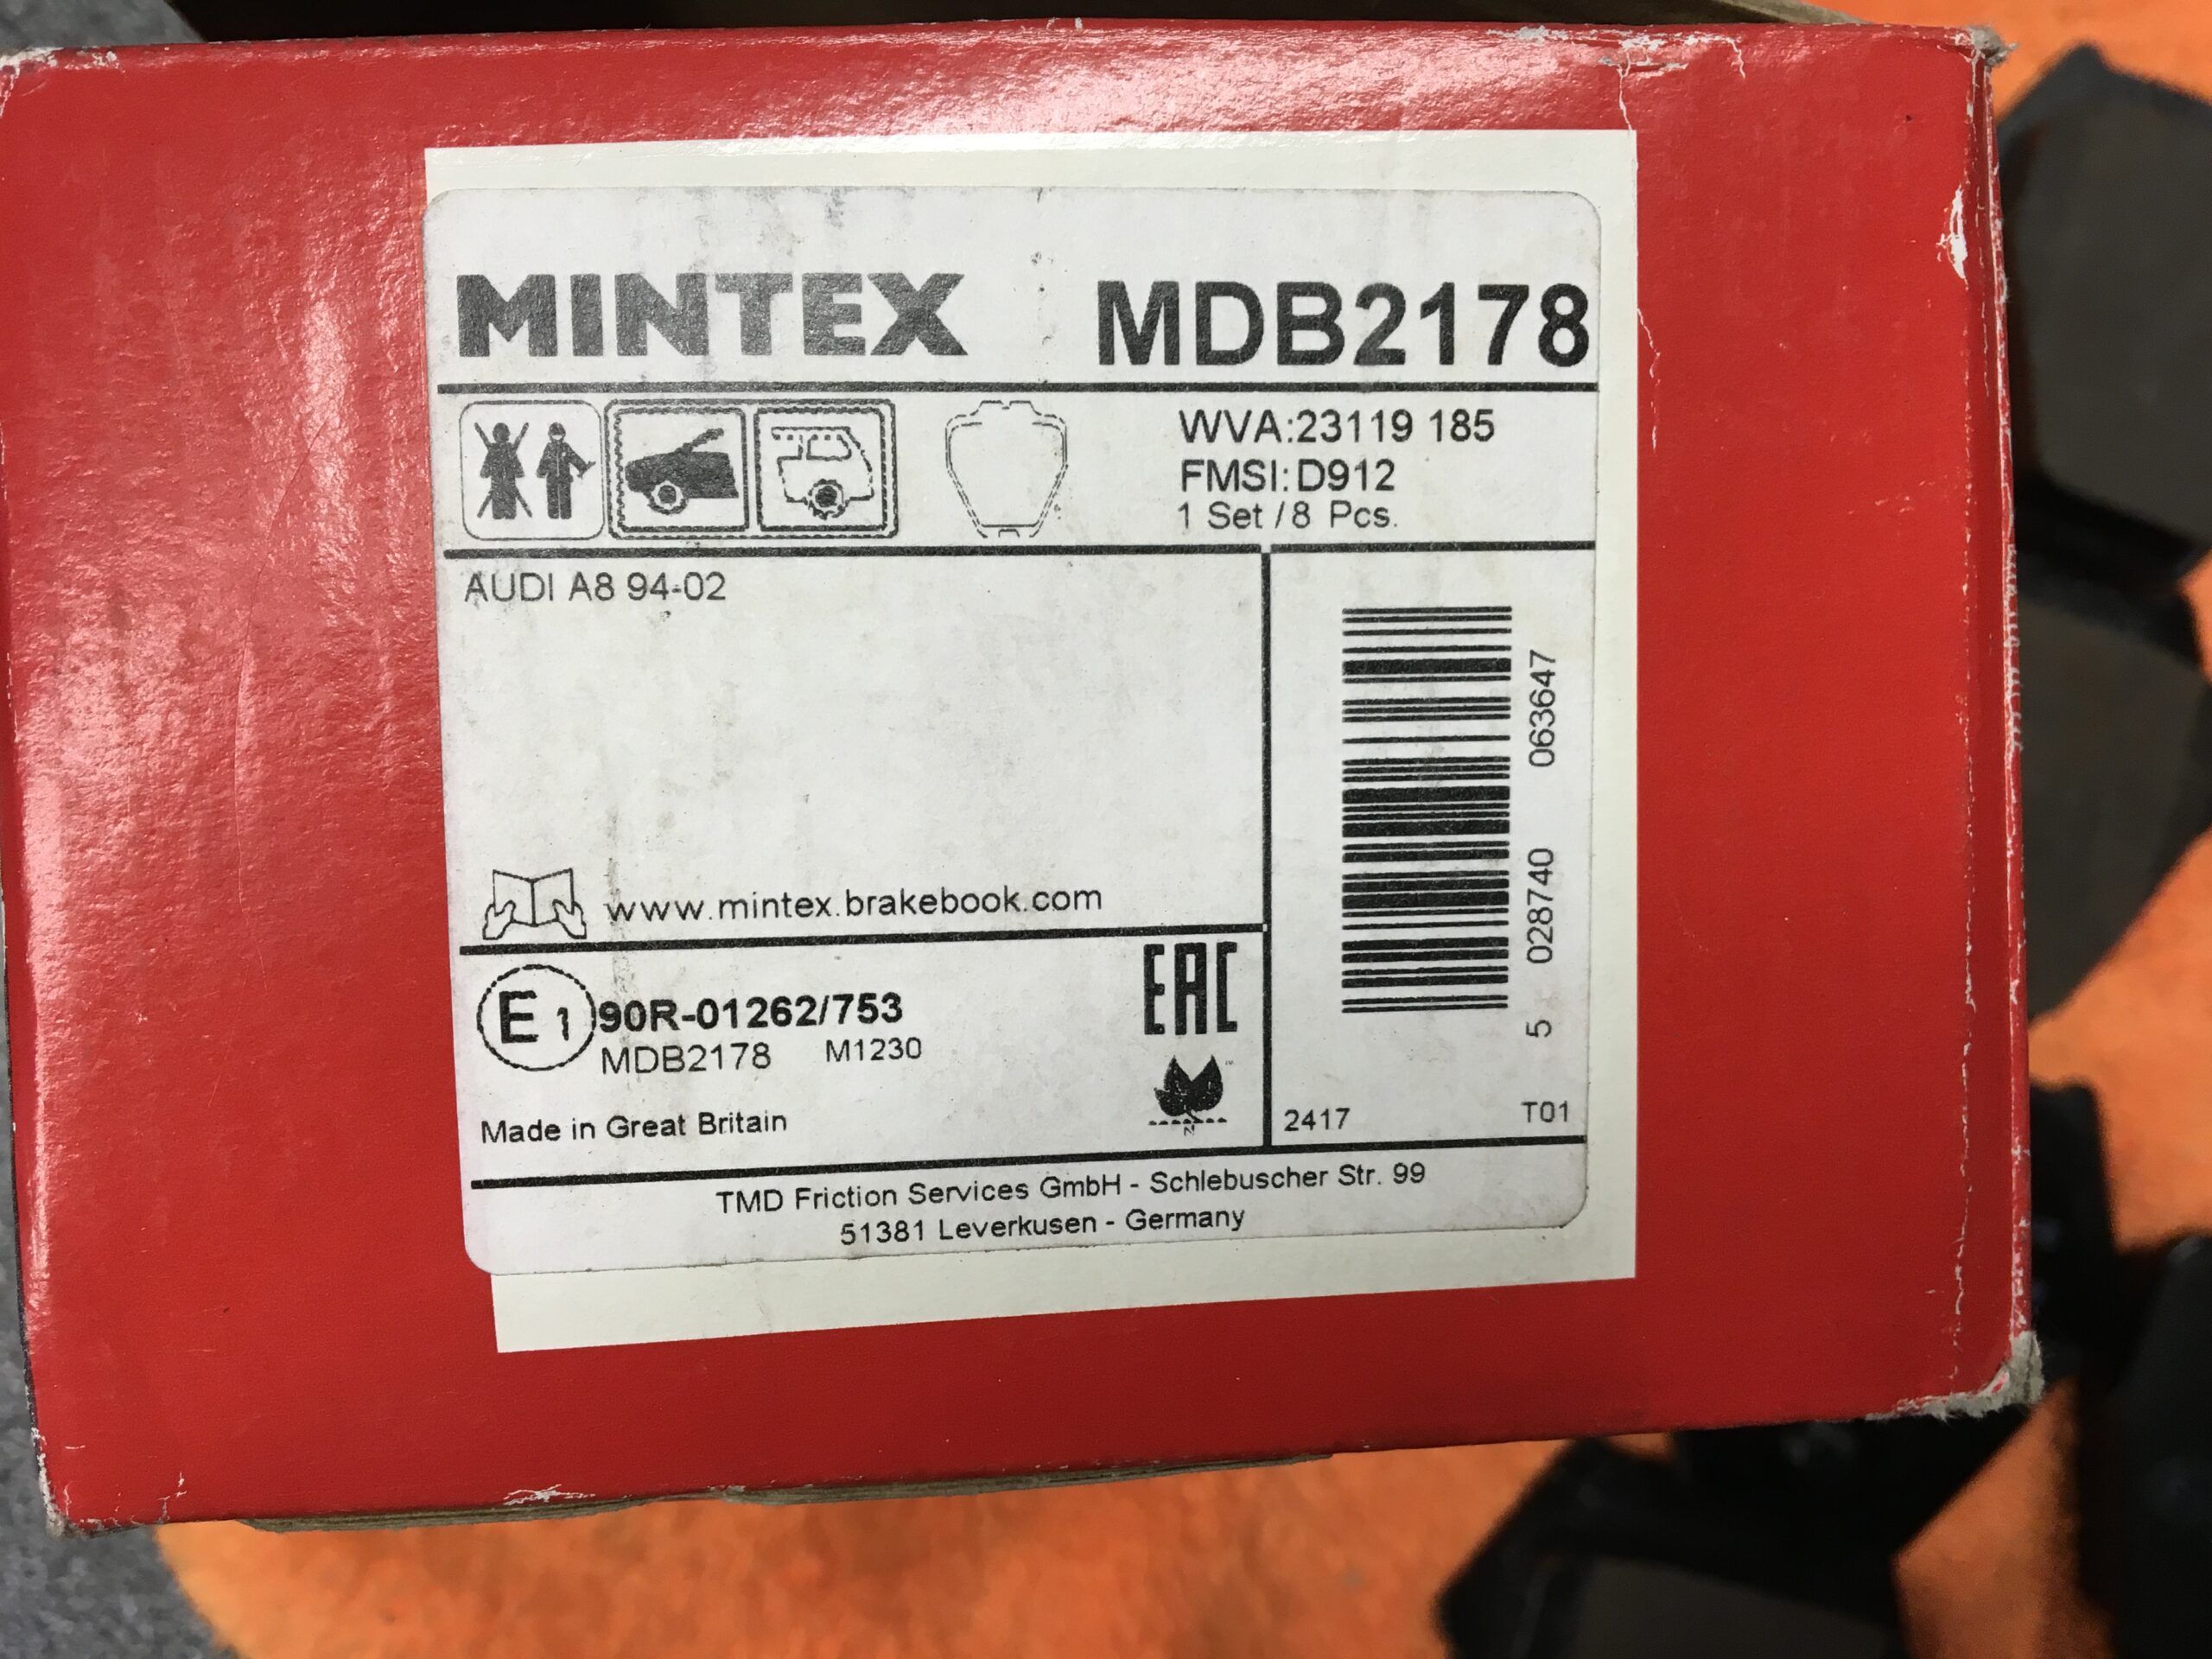 MINTEX MDB2178
WVA:23119 185
FMSI:D912
1 Set / 8 Pcs.
AUDI A8 94-02
www.mintex.brakebook.com
E1 90R-01262/753
MDB2178 M1230
EAC
Made in Great Britain
N
5 028740 063647
2417 T01
TMD Friction Services GmbH - Schlebuscher Str. 99
51381 Leverkusen - Germany